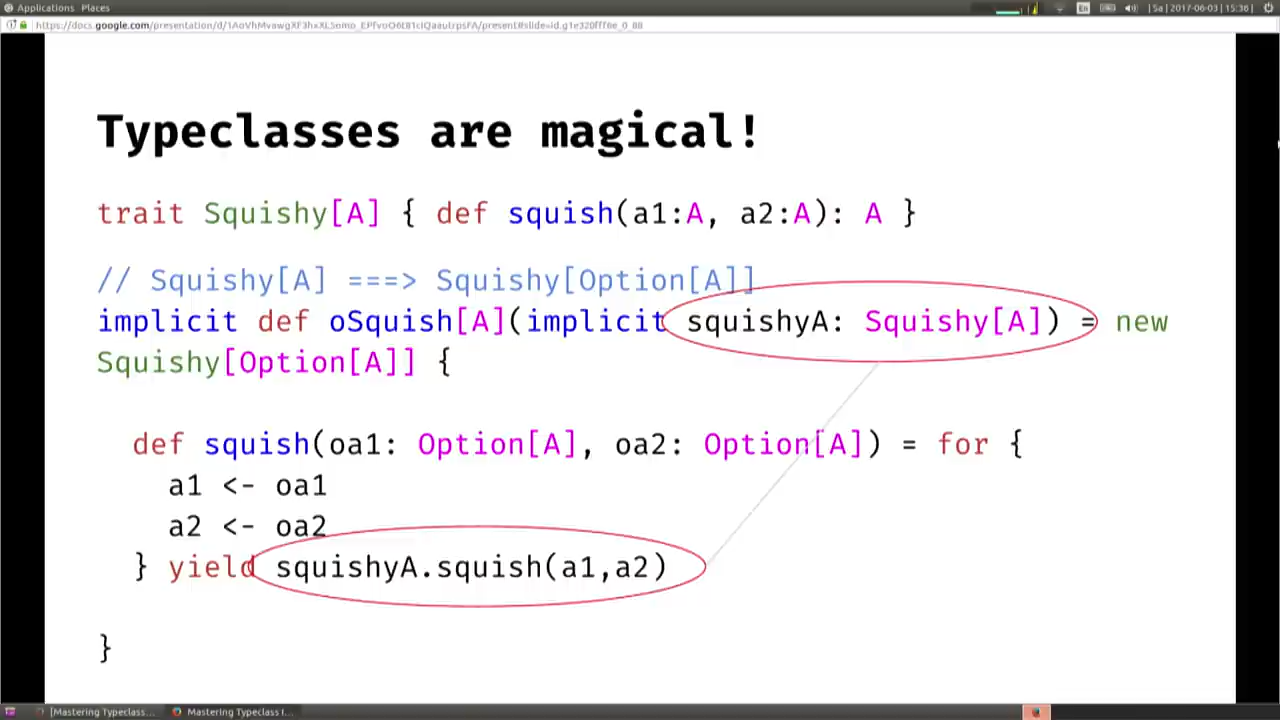 Applications Places
En
Sa | 2017-06-03 | 15:36
Typeclasses are magical!
trait Squishy[A] { def squish(a1:A, a2:A): A }
// Squishy[A] ===> Squishy[Option[A]]
implicit def oSquish[A](implicit squishyA: Squishy[A]) = new
Squishy[Option[A]] {
def squish(oa1: Option[A], oa2: Option[A]) = for {
a1 <- oa1
a2 <- oa2
} yield squishyA.squish(a1,a2)
}
[Mastering Typeclass...
Mastering Typeclass I...